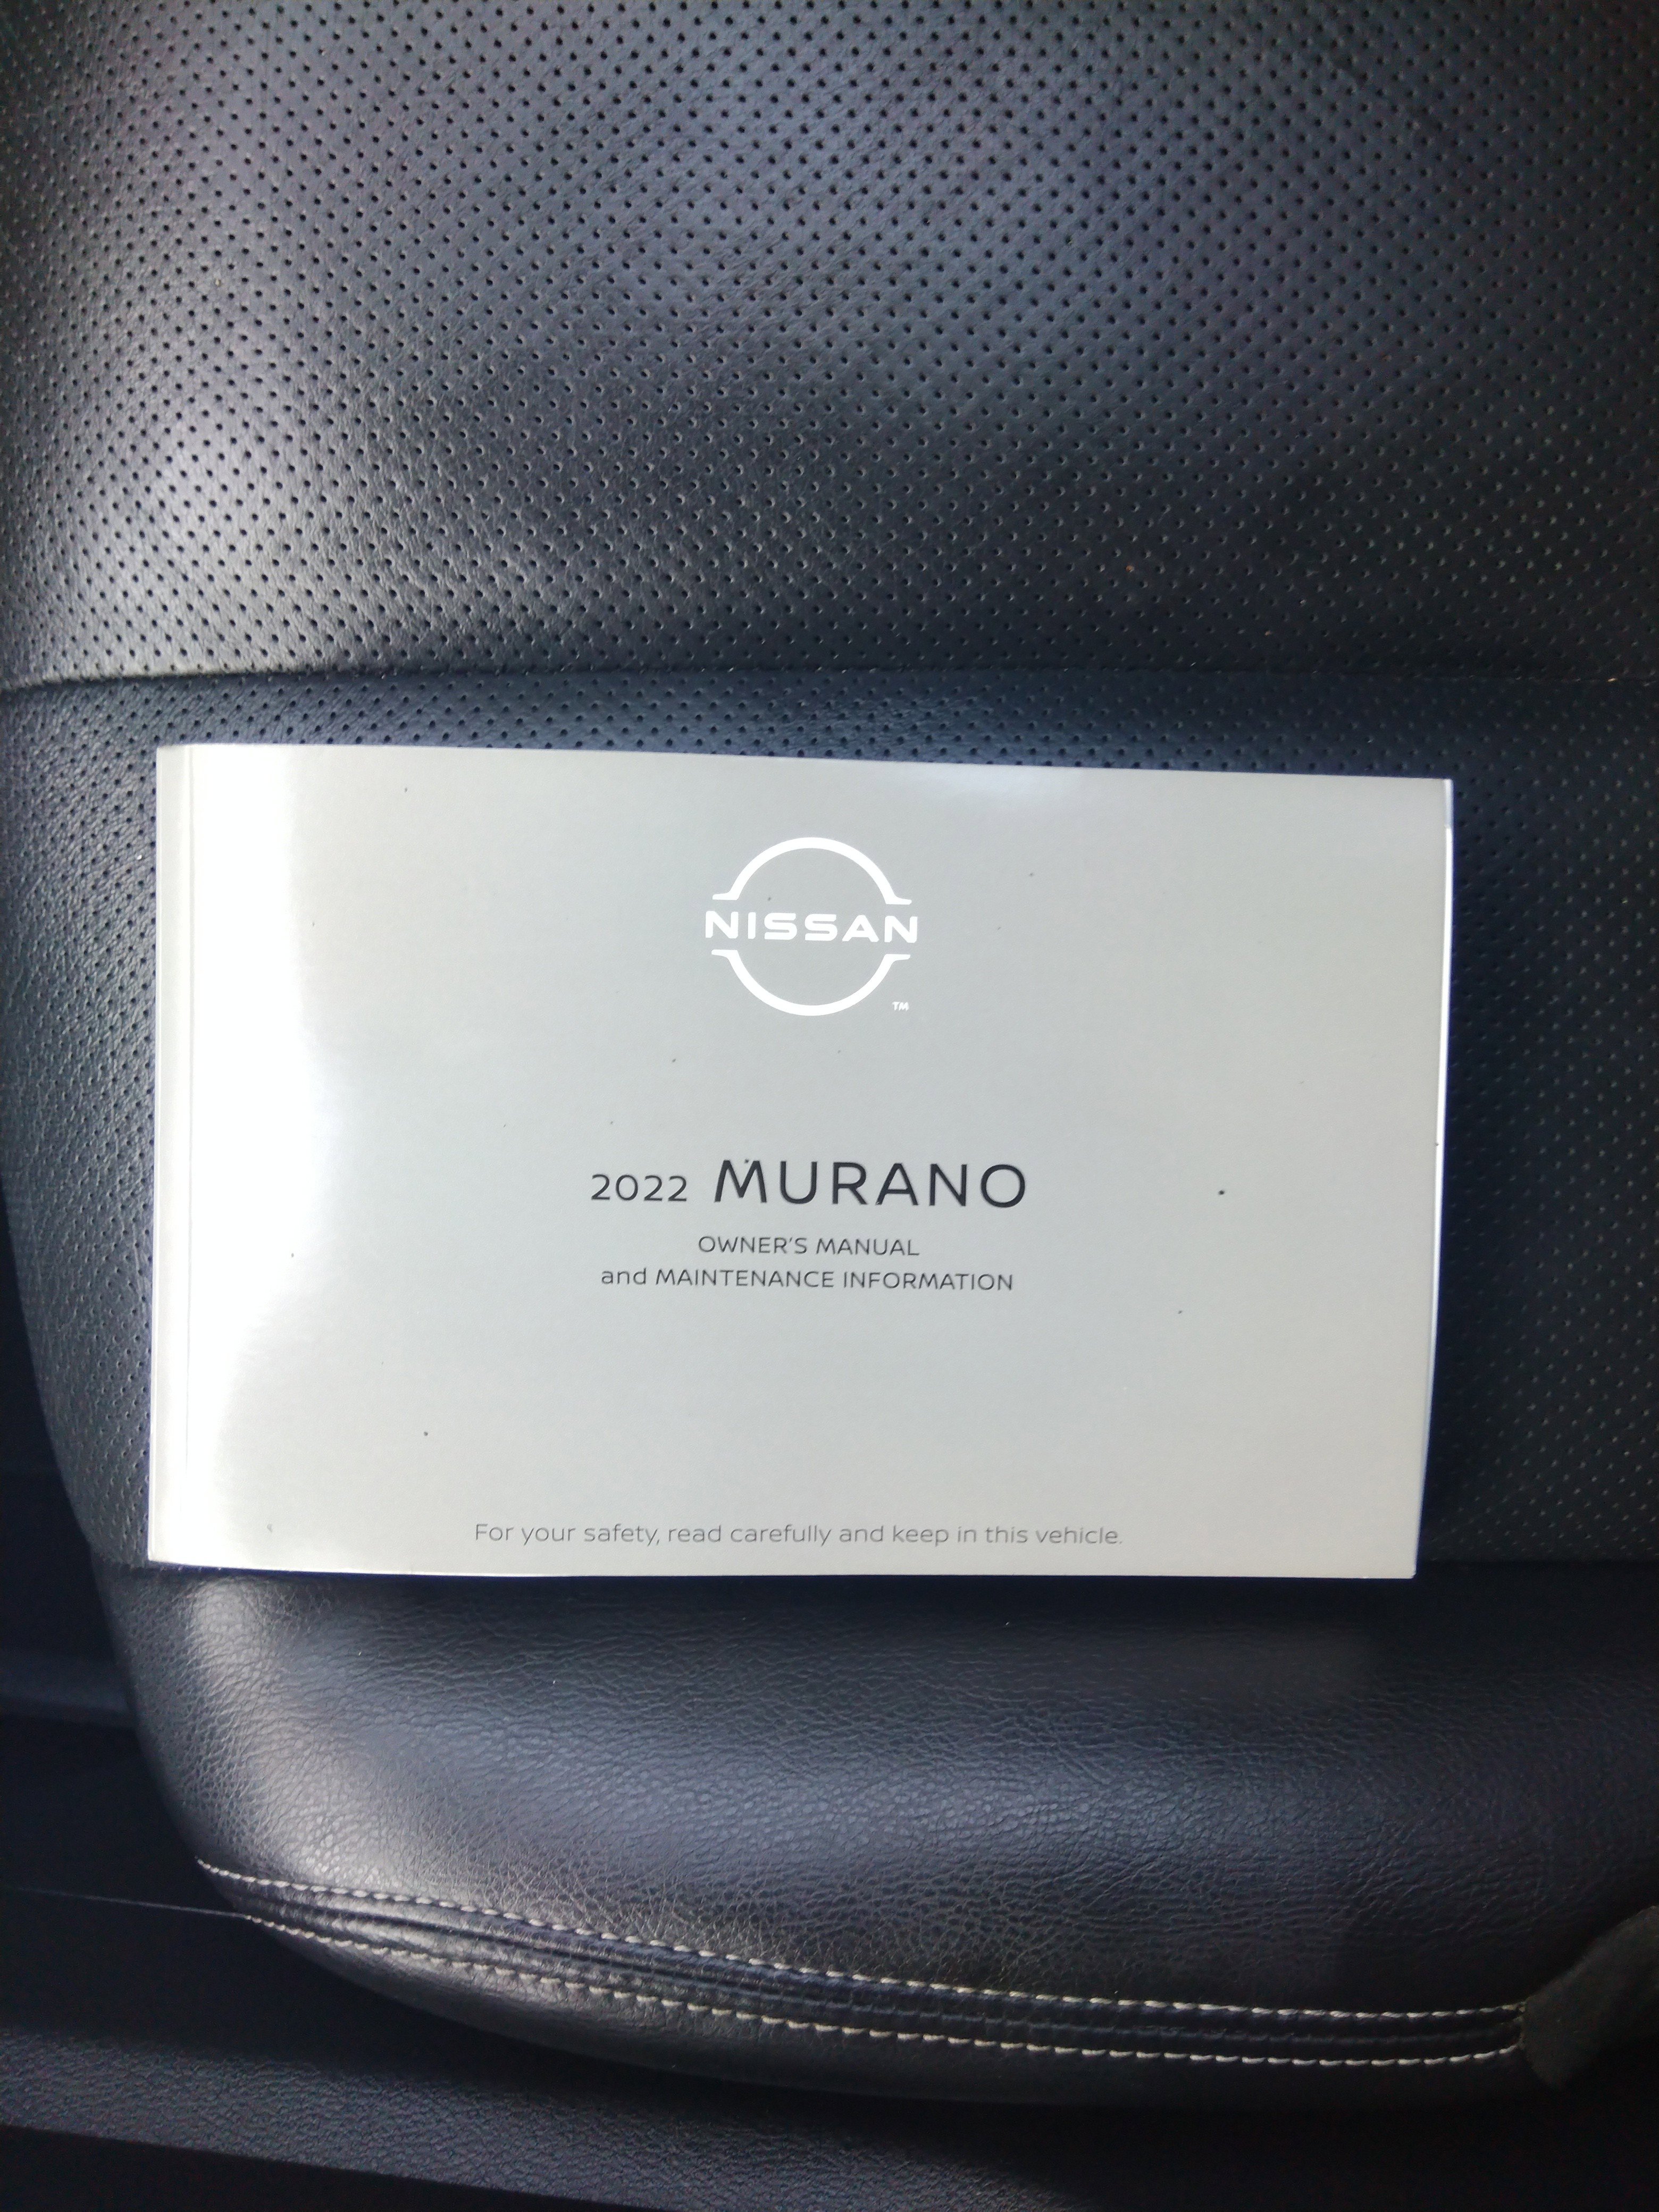 NISSAN
TM
2022 MURANO
OWNER'S MANUAL
and MAINTENANCE INFORMATION
For your safety, read carefully and keep in this vehicle.